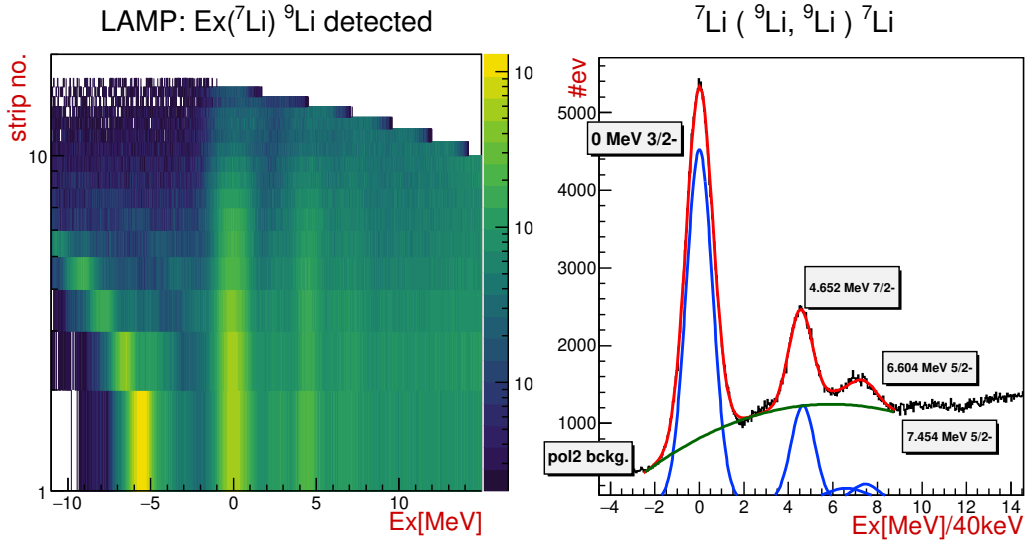 LAMP: Ex(⁷Li) ⁹Li detected
strip no.
10
1
−10
−5
0
5
10
Ex[MeV]
10
10
10
⁷Li ( ⁹Li, ⁹Li ) ⁷Li
#ev
5000
4000
3000
2000
1000
0 MeV 3/2-
4.652 MeV 7/2-
6.604 MeV 5/2-
7.454 MeV 5/2-
pol2 bckg.
−4
−2
0
2
4
6
8
10
12
14
Ex[MeV]/40keV